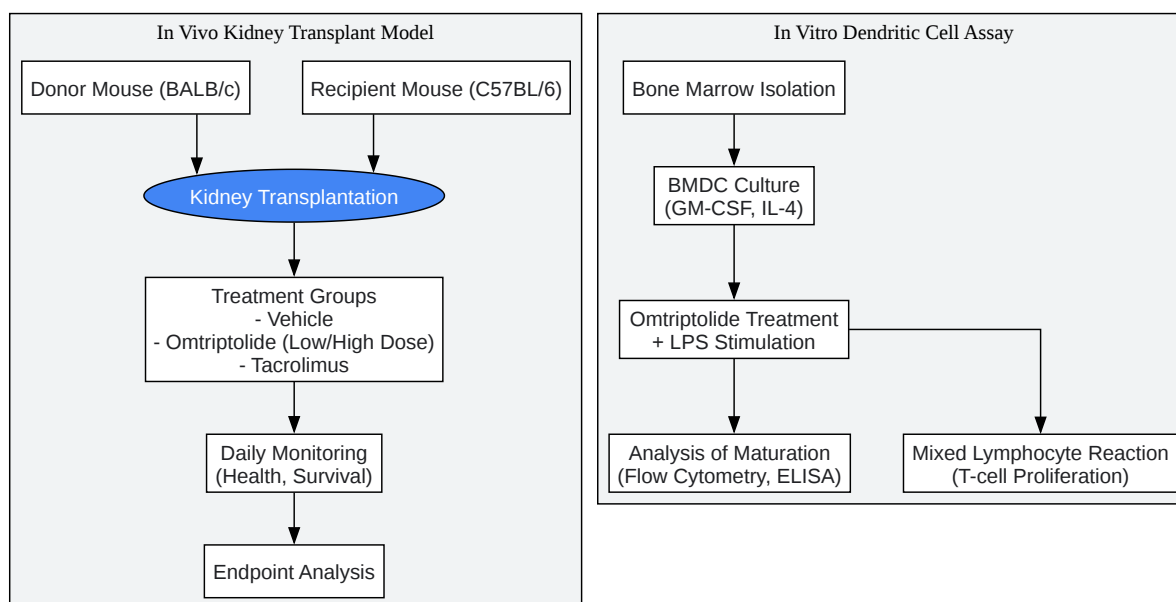 In Vivo Kidney Transplant Model
Donor Mouse (BALB/c)
Recipient Mouse (C57BL/6)
Kidney Transplantation
Treatment Groups
- Vehicle
- Omtriptolide (Low/High Dose)
- Tacrolimus
Daily Monitoring
(Health, Survival)
Endpoint Analysis
In Vitro Dendritic Cell Assay
Bone Marrow Isolation
BMDC Culture
(GM-CSF, IL-4)
Omtriptolide Treatment
+ LPS Stimulation
Analysis of Maturation
(Flow Cytometry, ELISA)
Mixed Lymphocyte Reaction
(T-cell Proliferation)